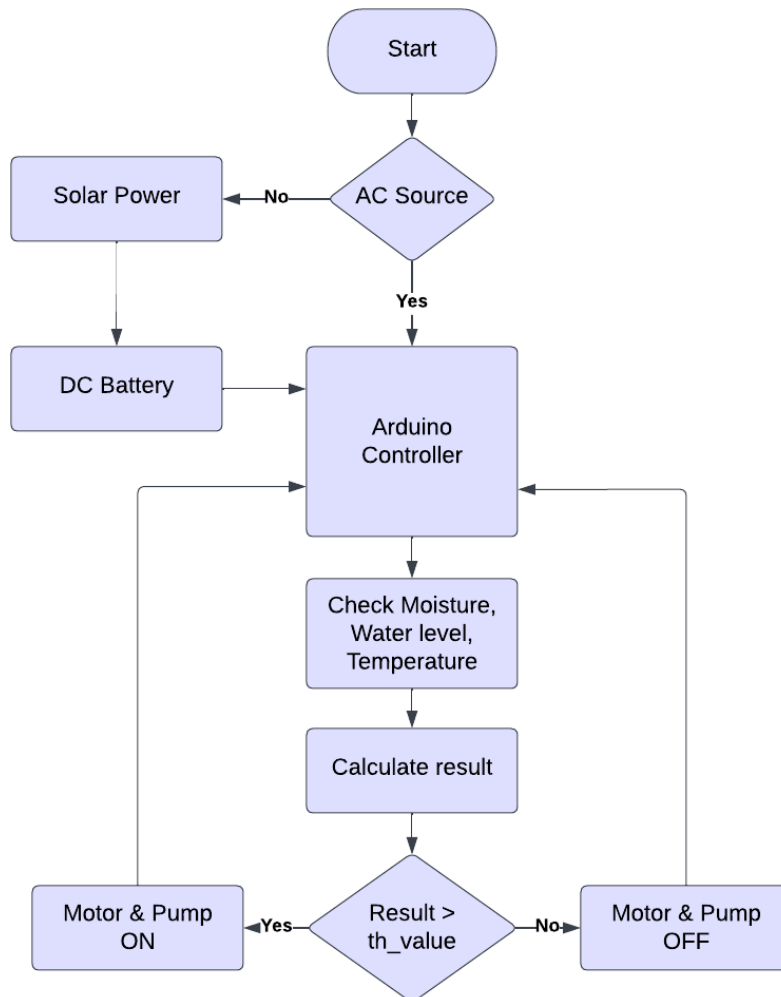 Start
AC Source
No
Solar Power
Yes
DC Battery
Arduino
Controller
Check Moisture,
Water level,
Temperature
Calculate result
Result >
th_value
Yes
Motor & Pump
ON
No
Motor & Pump
OFF